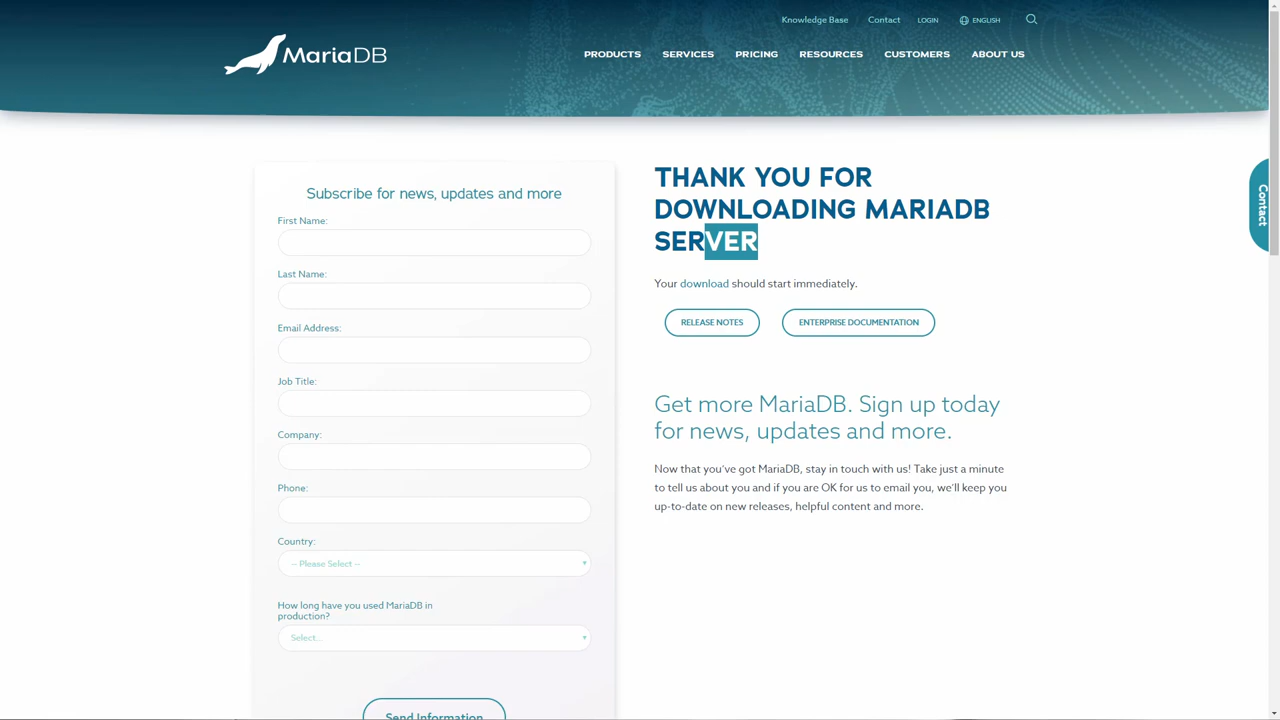 Knowledge Base
Contact
LOGIN
ENGLISH
MariaDB
PRODUCTS
SERVICES
PRICING
RESOURCES
CUSTOMERS
ABOUT US
Contact
Subscribe for news, updates and more
First Name:
Last Name:
Email Address:
Job Title:
Company:
Phone:
Country:
-- Please Select --
How long have you used MariaDB in
production?
Select...
Send Information
THANK YOU FOR
DOWNLOADING MARIADB
SERVER
Your download should start immediately.
RELEASE NOTES
ENTERPRISE DOCUMENTATION
Get more MariaDB. Sign up today
for news, updates and more.
Now that you've got MariaDB, stay in touch with us! Take just a minute
to tell us about you and if you are OK for us to email you, we'll keep you
up-to-date on new releases, helpful content and more.